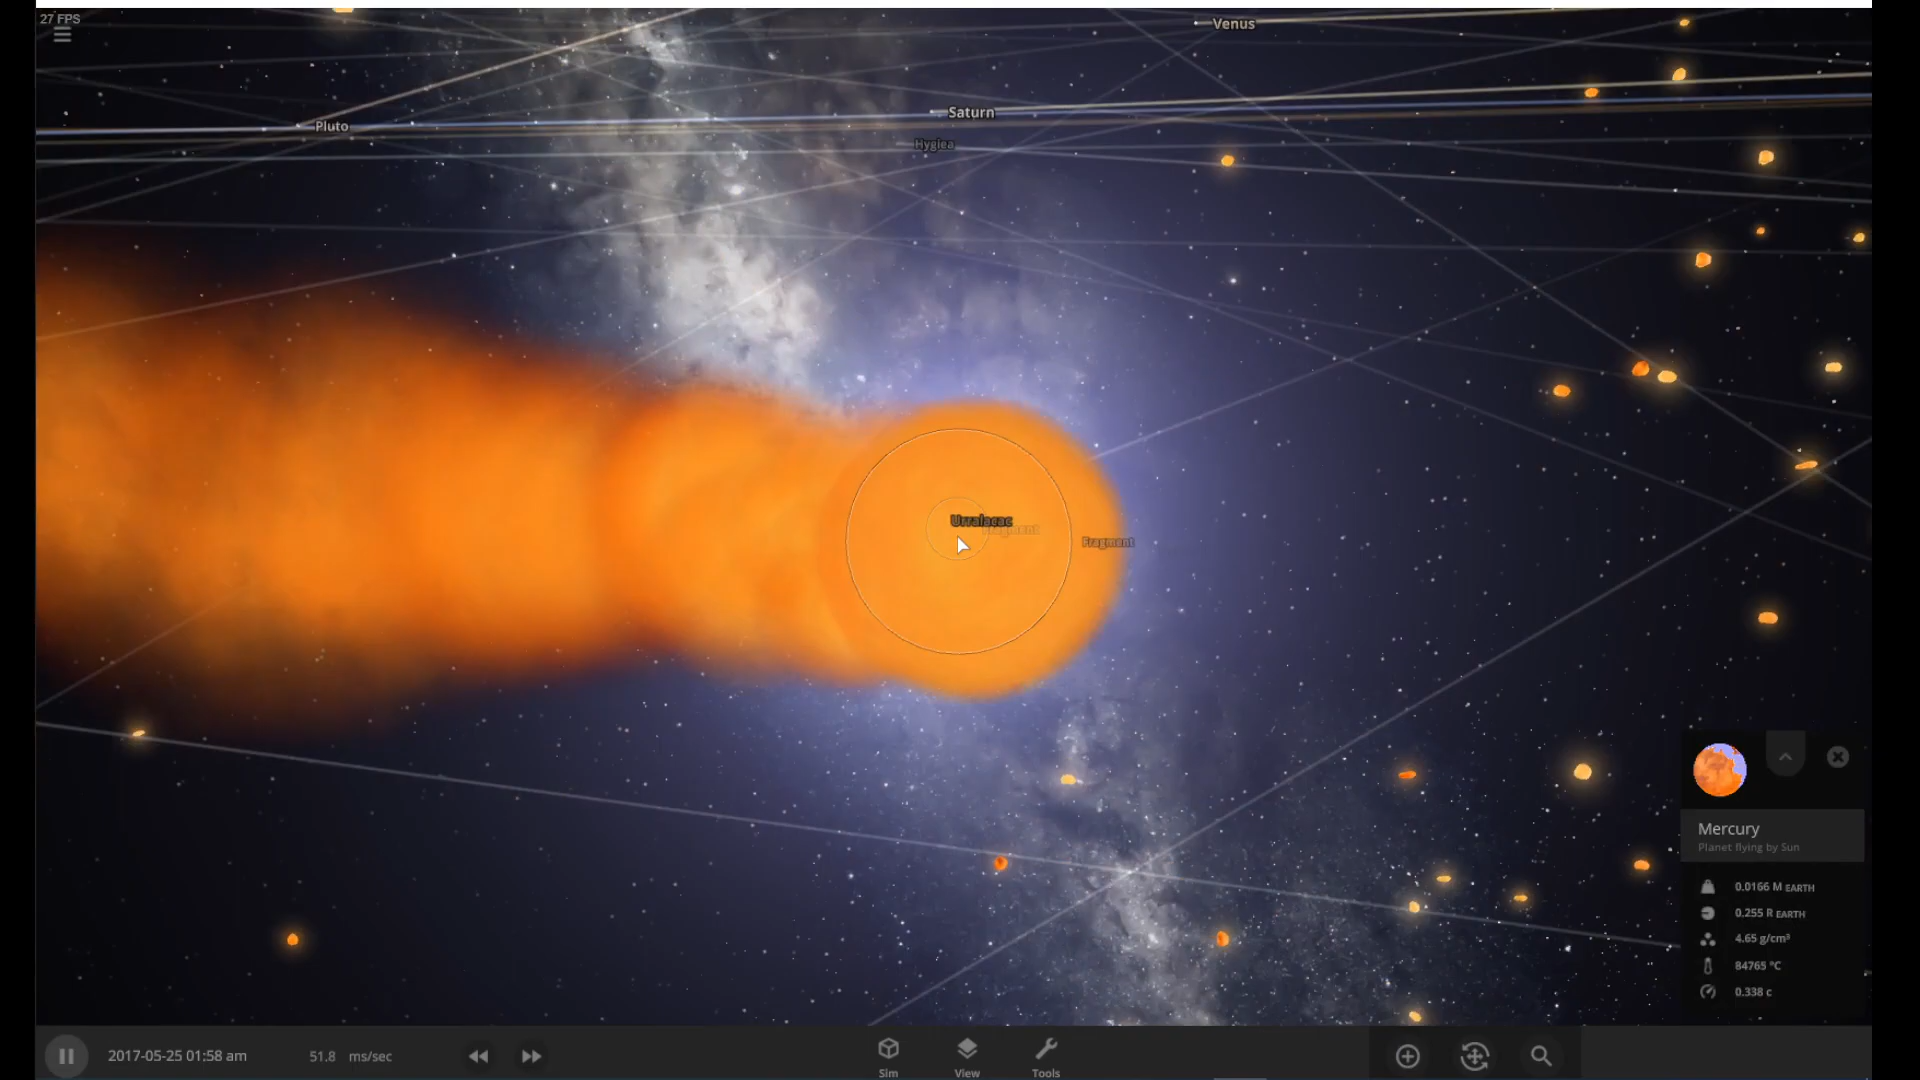 27 FPS
Venus
Saturn
Pluto
Hygiea
Fragment
Fragment
Mercury
Planet flying by Sun
0.0166 M EARTH
0.255 R EARTH
4.65 g/cm³
84765 °C
0.338 c
2017-05-25 01:58 am
51.8 ms/sec
Sim
View
Tools